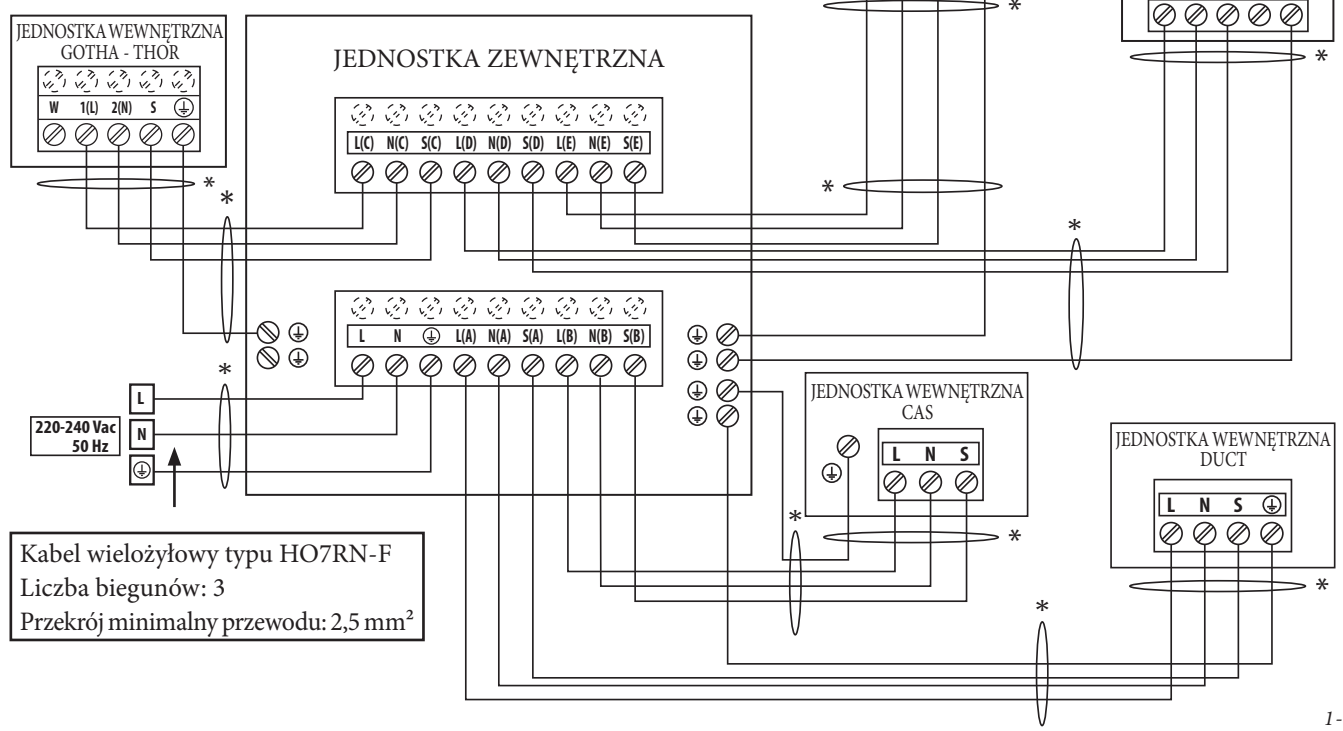 *
*
JEDNOSTKA WEWNĘTRZNA
GOTHA - THOR
W 1(L) 2(N) S
*
*
JEDNOSTKA ZEWNĘTRZNA
L(C) N(C) S(C) L(D) N(D) S(D) L(E) N(E) S(E)
*
*
L N L(A) N(A) S(A) L(B) N(B) S(B)
*
220-240 Vac
50 Hz
L
N
JEDNOSTKA WEWNĘTRZNA
CAS
L N S
*
*
JEDNOSTKA WEWNĘTRZNA
DUCT
L N S
*
*
Kabel wielożyłowy typu HO7RN-F
Liczba biegunów: 3
Przekrój minimalny przewodu: 2,5 mm²
1-